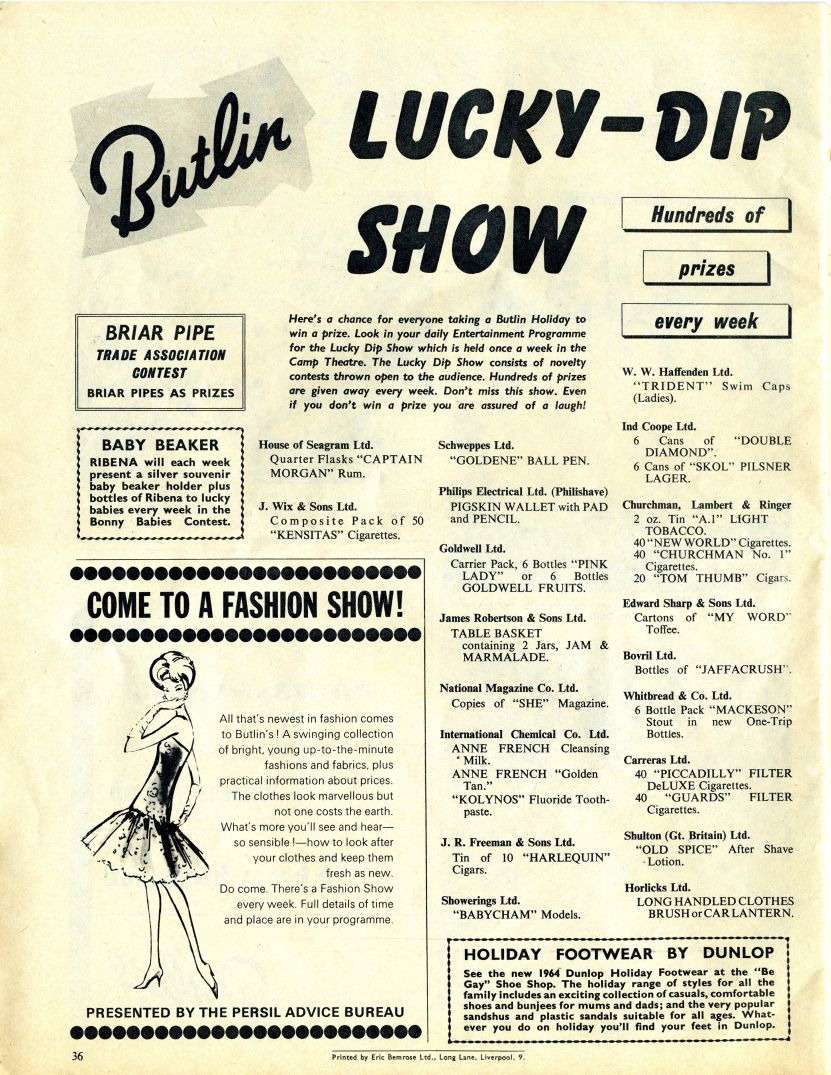 Butlin
LUCKY-DIP
SHOW
Hundreds of
prizes
every week
BRIAR PIPE
TRADE ASSOCIATION
CONTEST
BRIAR PIPES AS PRIZES
Here's a chance for everyone taking a Butlin Holiday to
win a prize. Look in your daily Entertainment Programme
for the Lucky Dip Show which is held once a week in the
Camp Theatre. The Lucky Dip Show consists of novelty
contests thrown open to the audience. Hundreds of prizes
are given away every week. Don't miss this show. Even
if you don't win a prize you are assured of a laugh!
BABY BEAKER
RIBENA will each week
present a silver souvenir
baby beaker holder plus
bottles of Ribena to lucky
babies every week in the
Bonny Babies Contest.
House of Seagram Ltd.
Quarter Flasks "CAPTAIN
MORGAN" Rum.
J. Wix & Sons Ltd.
Composite Pack of 50
"KENSITAS" Cigarettes.
COME TO A FASHION SHOW!
All that's newest in fashion comes
to Butlin's! A swinging collection
of bright, young up-to-the-minute
fashions and fabrics, plus
practical information about prices.
The clothes look marvellous but
not one costs the earth.
What's more you'll see and hear—
so sensible!—how to look after
your clothes and keep them
fresh as new.
Do come. There's a Fashion Show
every week. Full details of time
and place are in your programme.
PRESENTED BY THE PERSIL ADVICE BUREAU
Schweppes Ltd.
"GOLDENE" BALL PEN.
Philips Electrical Ltd. (Philishave)
PIGSKIN WALLET with PAD
and PENCIL.
Goldwell Ltd.
Carrier Pack, 6 Bottles "PINK
LADY" or 6 Bottles
GOLDWELL FRUITS.
James Robertson & Sons Ltd.
TABLE BASKET
containing 2 Jars, JAM &
MARMALADE.
National Magazine Co. Ltd.
Copies of "SHE" Magazine.
International Chemical Co. Ltd.
ANNE FRENCH Cleansing
Milk.
ANNE FRENCH "Golden
Tan."
"KOLYNOS" Fluoride Tooth-
paste.
J. R. Freeman & Sons Ltd.
Tin of 10 "HARLEQUIN"
Cigars.
Showerings Ltd.
"BABYCHAM" Models.
W. W. Haffenden Ltd.
"TRIDENT" Swim Caps
(Ladies).
Ind Coope Ltd.
6 Cans of "DOUBLE
DIAMOND".
6 Cans of "SKOL" PILSNER
LAGER.
Churchman, Lambert & Ringer
2 oz. Tin "A.1" LIGHT
TOBACCO.
40 "NEW WORLD" Cigarettes.
40 "CHURCHMAN No. 1"
Cigarettes.
20 "TOM THUMB" Cigars.
Edward Sharp & Sons Ltd.
Cartons of "MY WORD"
Toffee.
Bovril Ltd.
Bottles of "JAFFACRUSH".
Whitbread & Co. Ltd.
6 Bottle Pack "MACKESON"
Stout in new One-Trip
Bottles.
Carreras Ltd.
40 "PICCADILLY" FILTER
DeLUXE Cigarettes.
40 "GUARDS" FILTER
Cigarettes.
Shulton (Gt. Britain) Ltd.
"OLD SPICE" After Shave
Lotion.
Horlicks Ltd.
LONG HANDLED CLOTHES
BRUSH or CAR LANTERN.
HOLIDAY FOOTWEAR BY DUNLOP
See the new 1964 Dunlop Holiday Footwear at the "Be
Gay" Shoe Shop. The holiday range of styles for all the
family includes an exciting collection of casuals, comfortable
shoes and bunjees for mums and dads; and the very popular
sandshus and plastic sandals suitable for all ages. What-
ever you do on holiday you'll find your feet in Dunlop.
36
Printed by Eric Bemrose Ltd., Long Lane, Liverpool, 9.